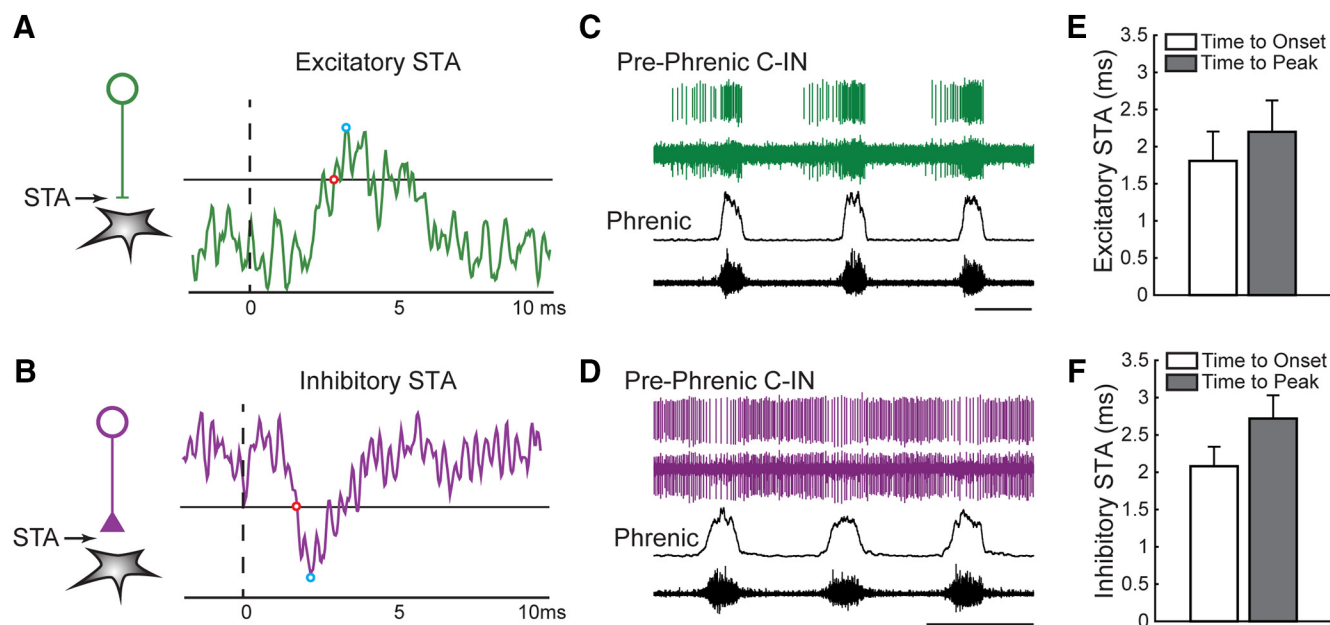 A
Excitatory STA
STA
0
5
10 ms
B
Inhibitory STA
STA
0
5
10ms
C
Pre-Phrenic C-IN
Phrenic
D
Pre-Phrenic C-IN
Phrenic
E
Excitatory STA (ms)
3.5
3
2.5
2
1.5
1
0.5
0
Time to Onset
Time to Peak
F
Inhibitory STA (ms)
3.5
3
2.5
2
1.5
1
0.5
0
Time to Onset
Time to Peak